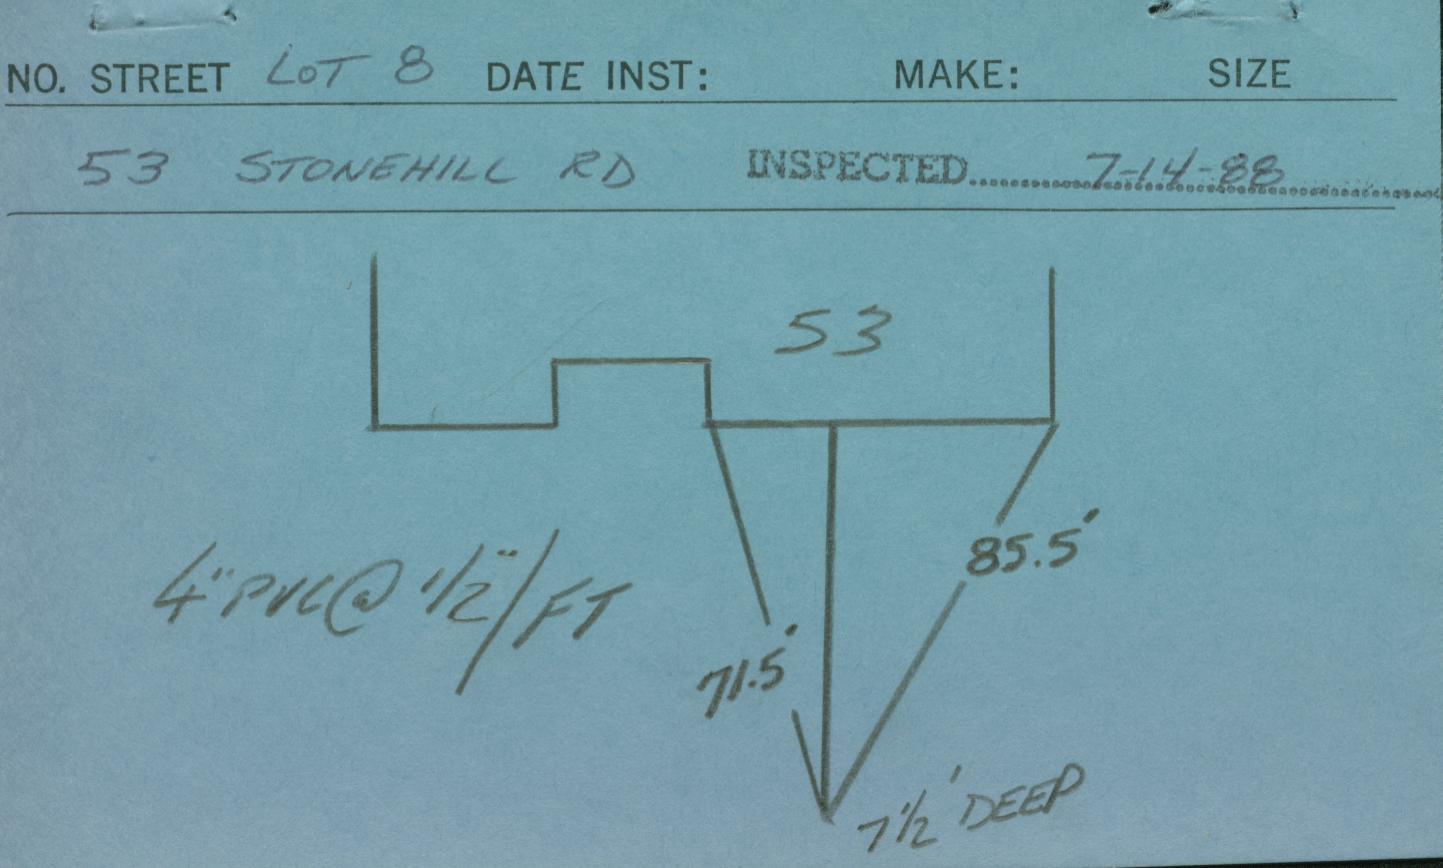 NO. STREET LOT 8 DATE INST: MAKE: SIZE
53 STONEHILL RD INSPECTED 7-14-88
53
85.5'
4" PVC @ 1/2"/FT
71.5'
7 1/2' DEEP